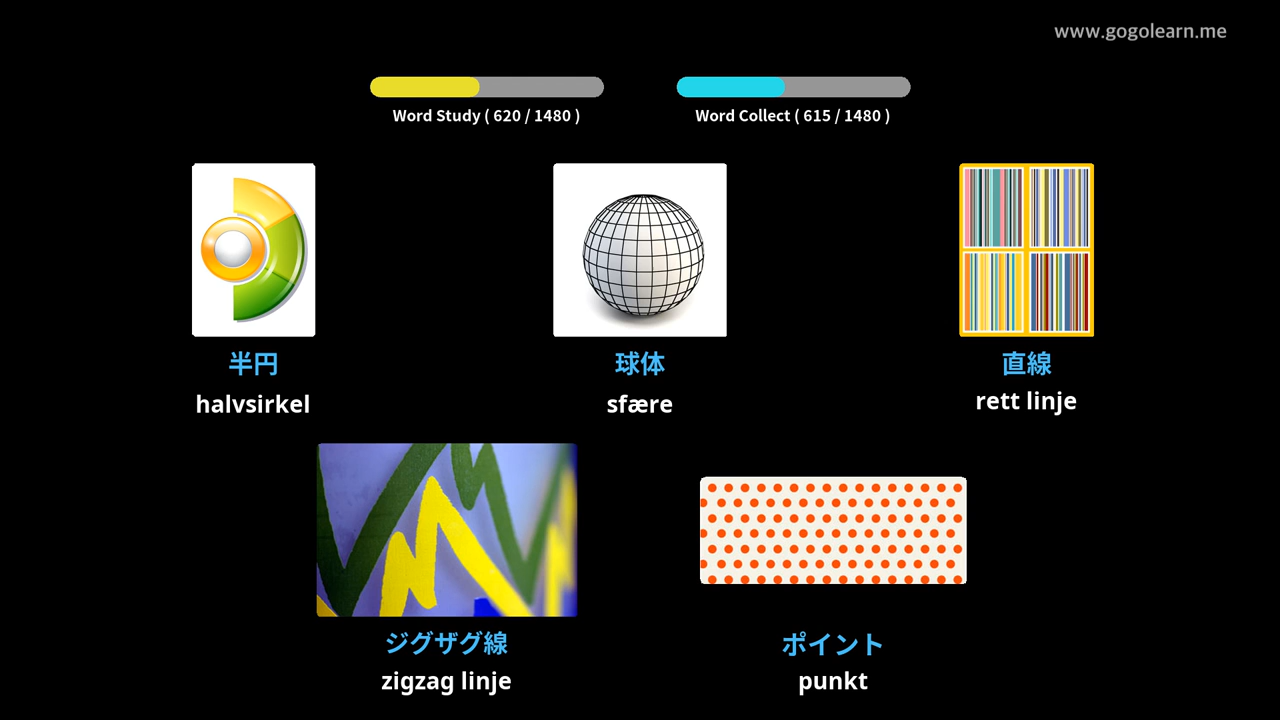 www.gogolearn.me
Word Study ( 620 / 1480 )
Word Collect ( 615 / 1480 )
半円
halvsirkel
球体
sfære
直線
rett linje
ジグザグ線
zigzag linje
ポイント
punkt